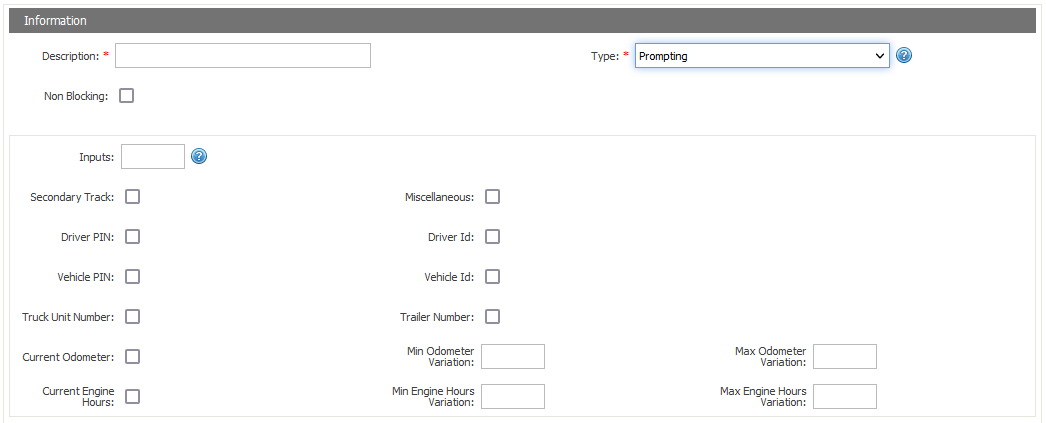 Information
Description: *
Type: * Prompting
Non Blocking:
Inputs:
Secondary Track:
Miscellaneous:
Driver PIN:
Driver Id:
Vehicle PIN:
Vehicle Id:
Truck Unit Number:
Trailer Number:
Current Odometer:
Min Odometer
Variation:
Max Odometer
Variation:
Current Engine
Hours:
Min Engine Hours
Variation:
Max Engine Hours
Variation: